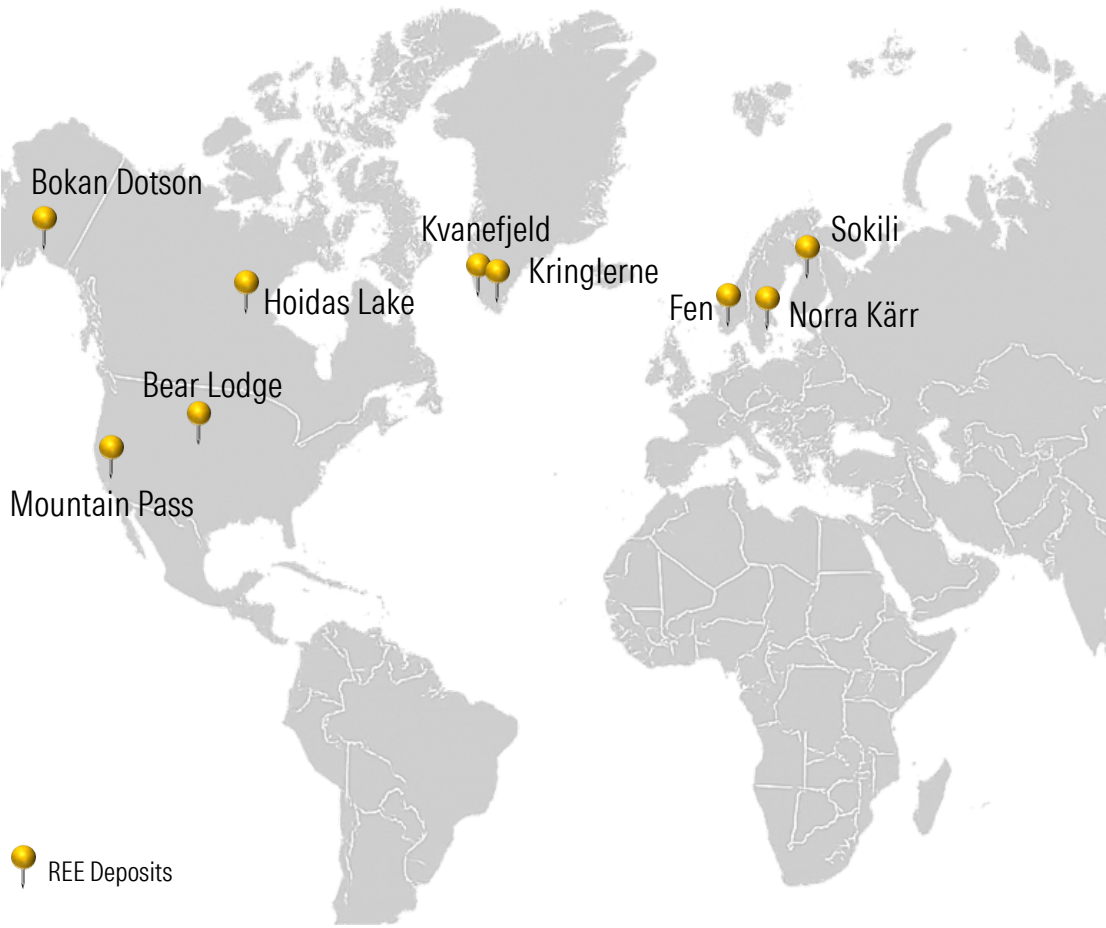 Bokan Dotson
Kvanefjeld
Sokili
Kringlerne
Hoidas Lake
Fen
Norra Kärr
Bear Lodge
Mountain Pass
REE Deposits